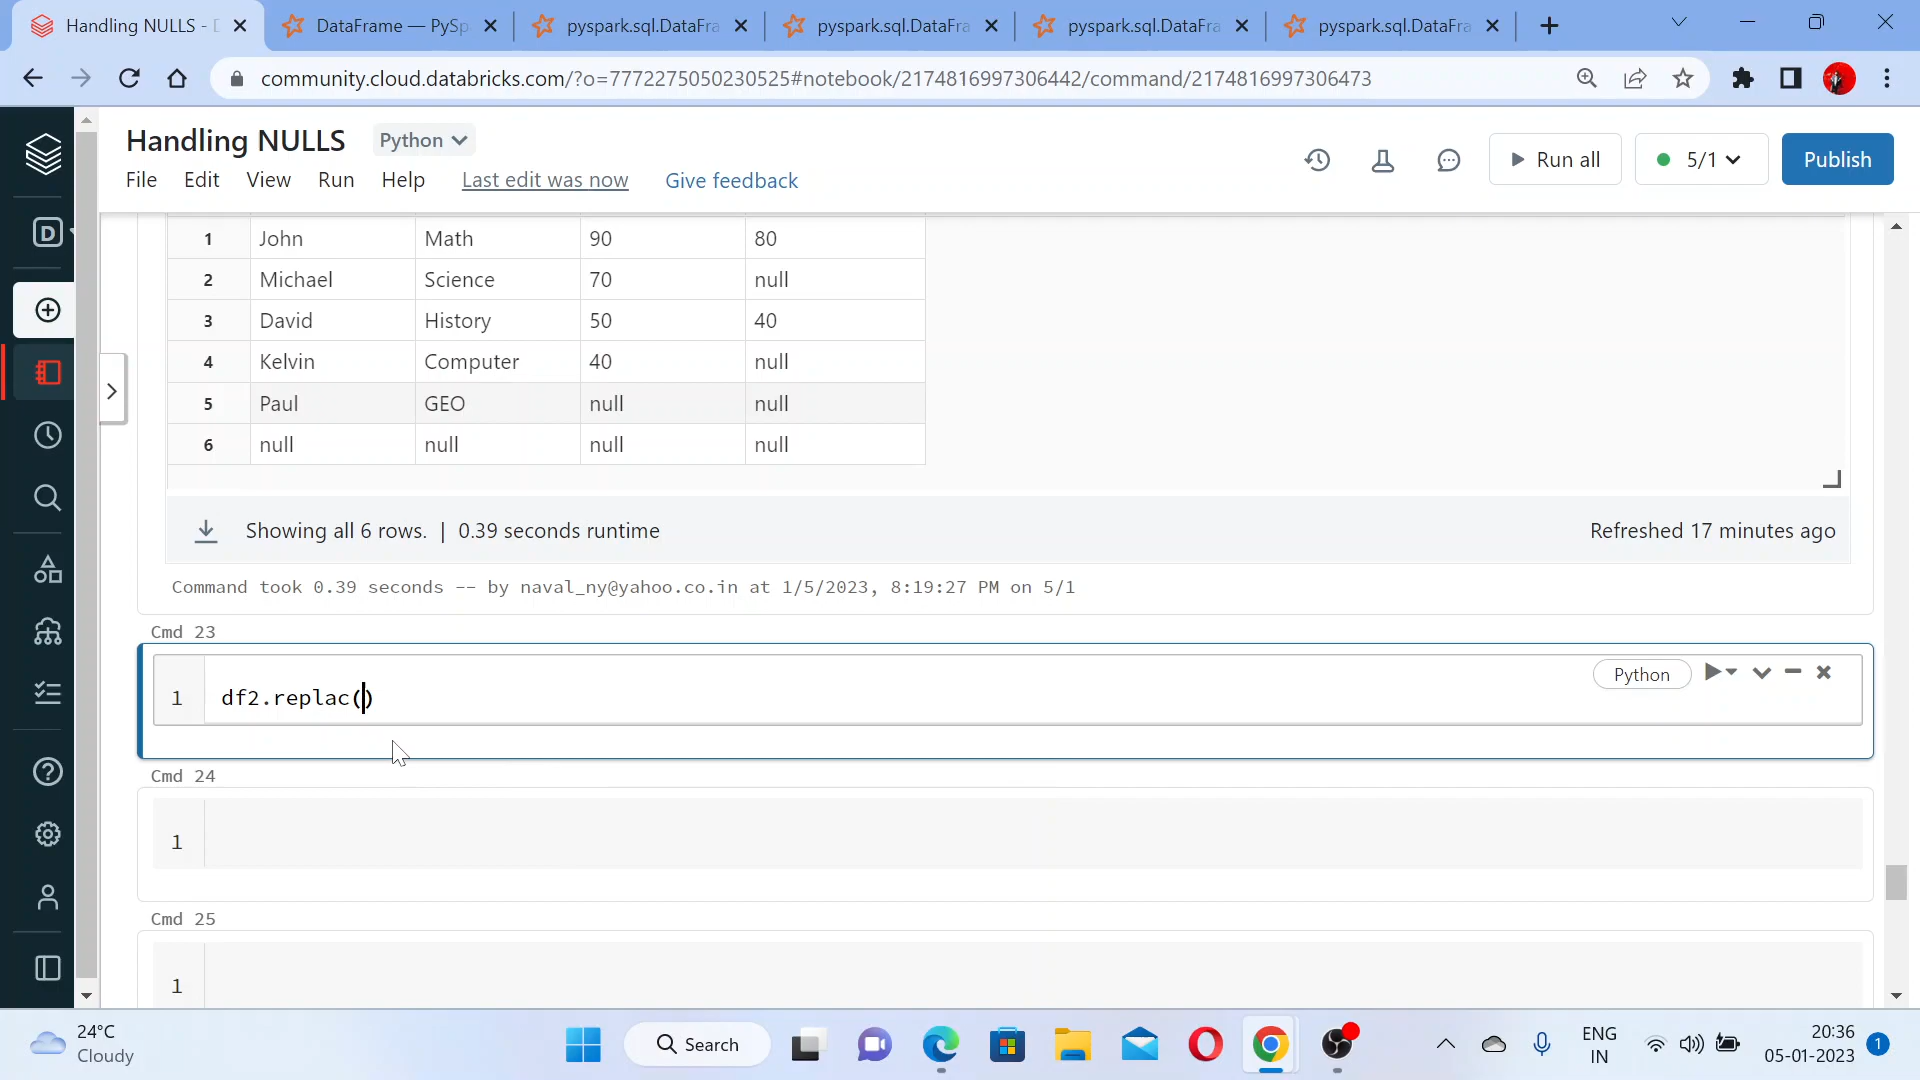 Handling NULLS - D
DataFrame — PySp
pyspark.sql.DataFra
pyspark.sql.DataFra
pyspark.sql.DataFra
pyspark.sql.DataFra
community.cloud.databricks.com/?o=7772275050230525#notebook/2174816997306442/command/2174816997306473
Handling NULLS Python
File Edit View Run Help Last edit was now Give feedback
Run all 5/1 Publish
D
1 John Math 90 80
2 Michael Science 70 null
3 David History 50 40
4 Kelvin Computer 40 null
5 Paul GEO null null
6 null null null null
Showing all 6 rows. | 0.39 seconds runtime Refreshed 17 minutes ago
Command took 0.39 seconds -- by naval_ny@yahoo.co.in at 1/5/2023, 8:19:27 PM on 5/1
Cmd 23
Python
1 df2.replac()
Cmd 24
1
Cmd 25
1
24°C
Cloudy
Search
ENG
IN
20:36
05-01-2023
1